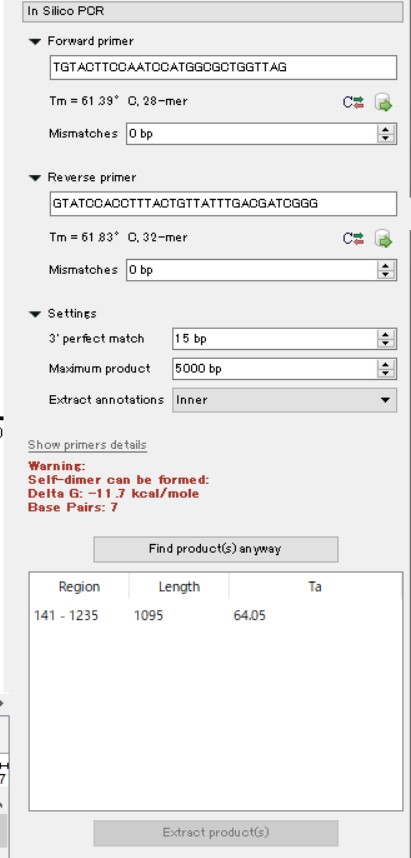 In Silico PCR
Forward primer
TGTACTTCCAATCCATGGCGCTGGTTAG
Tm = 61.39° C, 28-mer
Mismatches 0 bp
Reverse primer
GTATCCACCTTTACTGTTATTTGACGATCGGG
Tm = 61.83° C, 32-mer
Mismatches 0 bp
Settings
3' perfect match 15 bp
Maximum product 5000 bp
Extract annotations Inner
Show primers details
Warning:
Self-dimer can be formed:
Delta G: -11.7 kcal/mole
Base Pairs: 7
Find product(s) anyway
Region Length Ta
141 - 1235 1095 64.05
7
Extract product(s)